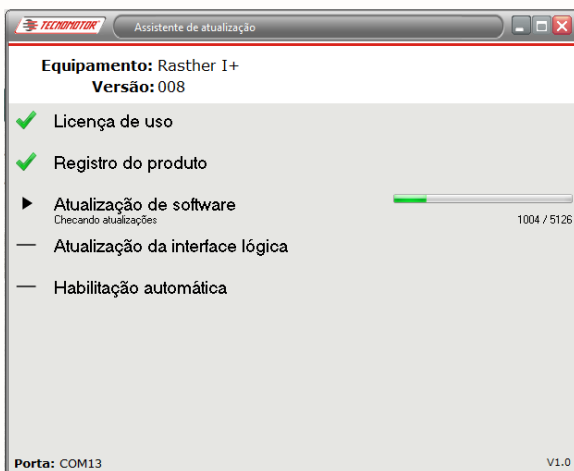 TECNOMOTOR Assistente de atualização
Equipamento: Rasther I+
Versão: 008
Licença de uso
Registro do produto
Atualização de software
Checando atualizações 1004 / 5126
Atualização da interface lógica
Habilitação automática
Porta: COM13 V1.0